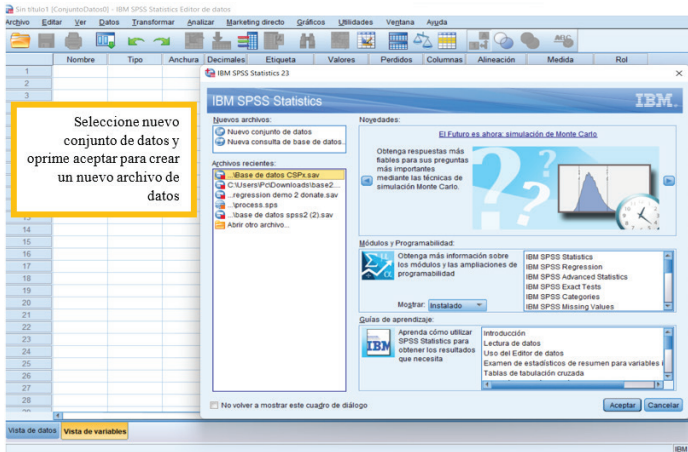 Sin título1 [ConjuntoDatos0] - IBM SPSS Statistics Editor de datos
Archivo Editar Ver Datos Transformar Analizar Marketing directo Gráficos Utilidades Ventana Ayuda
Nombre Tipo Anchura Decimales Etiqueta Valores Perdidos Columnas Alineación Medida Rol
1
2
3
Seleccione nuevo
conjunto de datos y
oprime aceptar para crear
un nuevo archivo de
datos
14
15
16
17
18
19
20
21
22
23
24
25
26
27
28
IBM SPSS Statistics 23
IBM SPSS Statistics
IBM.
Nuevos archivos:
Nuevo conjunto de datos
Nueva consulta de base de datos..
Archivos recientes:
...\Base de datos CSPx.sav
C:\Users\Pc\Downloads\base2...
...regression demo 2 donate.sav
...\process.sps
...\base de datos spss2 (2).sav
Abrir otro archivo...
Novedades:
El Futuro es ahora: simulación de Monte Carlo
Obtenga respuestas más
fiables para sus preguntas
más importantes
mediante las técnicas de
simulación Monte Carlo.
Módulos y Programabilidad:
Obtenga más información sobre
los módulos y las ampliaciones de
programabilidad
Mostrar: Instalado
IBM SPSS Statistics
IBM SPSS Regression
IBM SPSS Advanced Statistics
IBM SPSS Exact Tests
IBM SPSS Categories
IBM SPSS Missing Values
Guías de aprendizaje:
IBM
Aprenda cómo utilizar
SPSS Statistics para
obtener los resultados
que necesita
Introducción
Lectura de datos
Uso del Editor de datos
Examen de estadísticos de resumen para variables i
Tablas de tabulación cruzada
No volver a mostrar este cuadro de diálogo
Aceptar Cancelar
Vista de datos Vista de variables
IBM